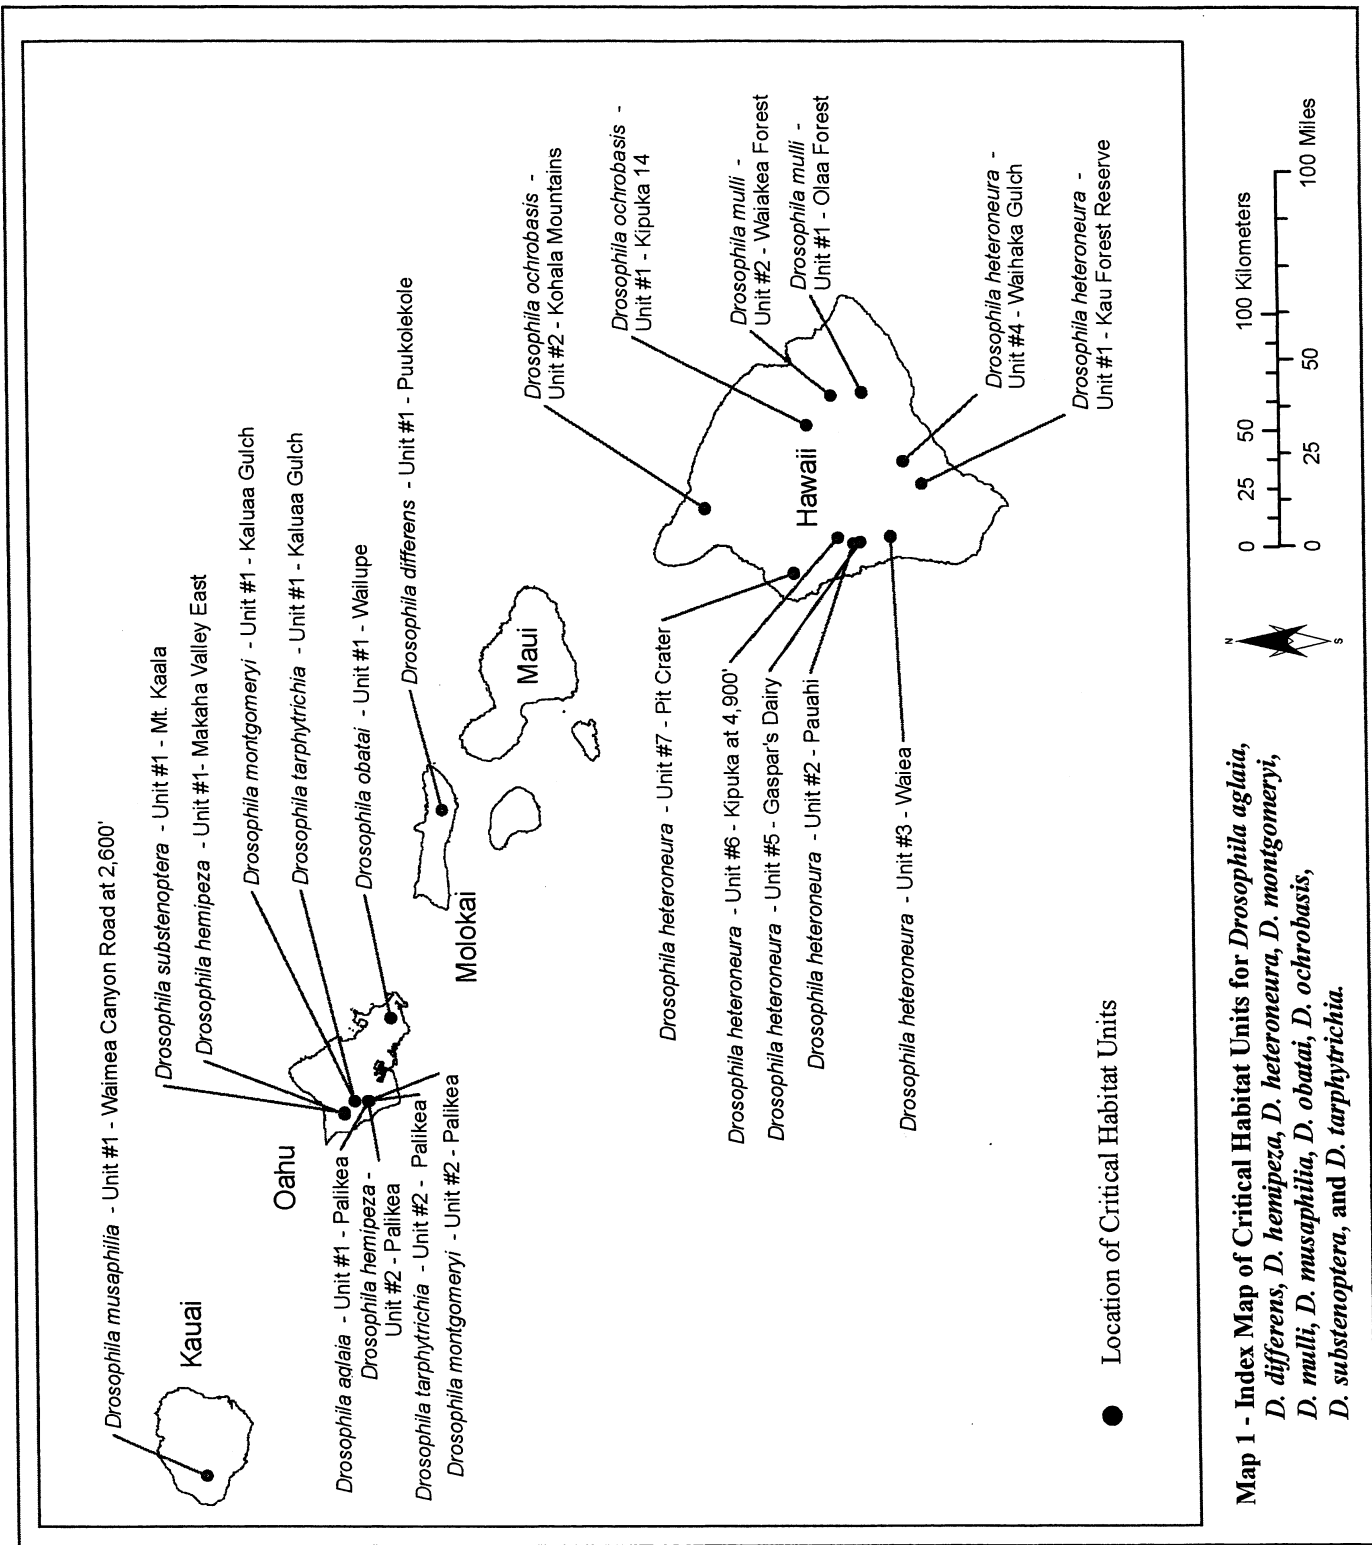 Drosophila musaphilia - Unit #1 - Waimea Canyon Road at 2,600'
Drosophila substenoptera - Unit #1 - Mt. Kaala
Drosophila hemipeza - Unit #1- Makaha Valley East
Drosophila montgomeryi - Unit #1 - Kaluaa Gulch
Drosophila tarphytrichia - Unit #1 - Kaluaa Gulch
Drosophila obatai - Unit #1 - Wailupe
Drosophila differens - Unit #1 - Puukolekole
Kauai
Oahu
Molokai
Maui
Hawaii
Drosophila aglaia - Unit #1 - Palikea
Drosophila hemipeza -
Unit #2 - Palikea
Drosophila tarphytrichia - Unit #2 - Palikea
Drosophila montgomeryi - Unit #2 - Palikea
Drosophila ochrobasis -
Unit #2 - Kohala Mountains
Drosophila ochrobasis -
Unit #1 - Kipuka 14
Drosophila mulli -
Unit #2 - Waiakea Forest
Drosophila mulli -
Unit #1 - Olaa Forest
Drosophila heteroneura -
Unit #4 - Waihaka Gulch
Drosophila heteroneura -
Unit #1 - Kau Forest Reserve
Drosophila heteroneura - Unit #7 - Pit Crater
Drosophila heteroneura - Unit #6 - Kipuka at 4,900'
Drosophila heteroneura - Unit #5 - Gaspar's Dairy
Drosophila heteroneura - Unit #2 - Pauahi
Drosophila heteroneura - Unit #3 - Waiea
Location of Critical Habitat Units
N
S
0 25 50 100 Kilometers
0 25 50 100 Miles
Map 1 - Index Map of Critical Habitat Units for Drosophila aglaia,
D. differens, D. hemipeza, D. heteroneura, D. montgomeryi,
D. mulli, D. musaphilia, D. obatai, D. ochrobasis,
D. substenoptera, and D. tarphytrichia.